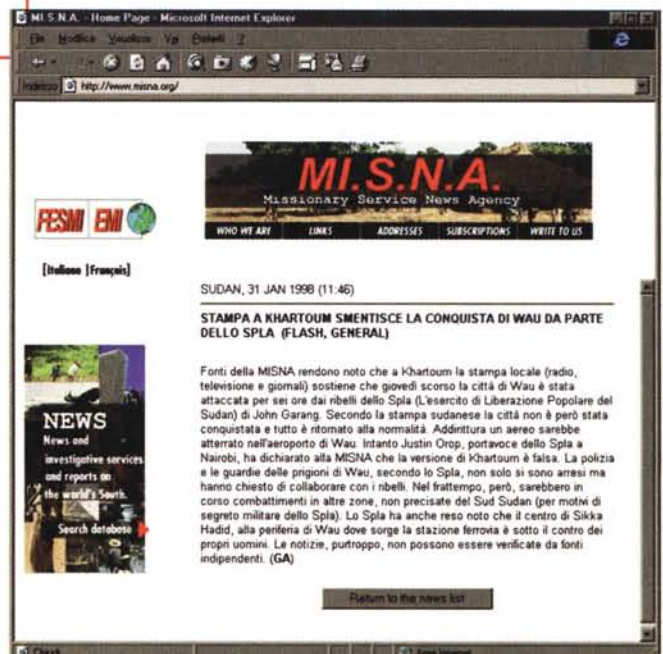 MI.S.N.A. - Home Page - Microsoft Internet Explorer
File Modifica Visualizza Vai Preferiti ?
Indirizzo http://www.misna.org/
MI.S.N.A.
Missionary Service News Agency
WHO WE ARE LINKS ADDRESSES SUBSCRIPTIONS WRITE TO US
FESMI EMI
[Italiano |Français]
SUDAN, 31 JAN 1998 (11:46)
STAMPA A KHARTOUM SMENTISCE LA CONQUISTA DI WAU DA PARTE
DELLO SPLA (FLASH, GENERAL)
Fonti della MISNA rendono noto che a Khartoum la stampa locale (radio,
televisione e giornali) sostiene che giovedì scorso la città di Wau è stata
attaccata per sei ore dai ribelli dello Spla (L'esercito di Liberazione Popolare del
Sudan) di John Garang. Secondo la stampa sudanese la città non è però stata
conquistata e tutto è ritornato alla normalità. Addirittura un aereo sarebbe
atterrato nell'aeroporto di Wau. Intanto Justin Orop, portavoce dello Spla a
Nairobi, ha dichiarato alla MISNA che la versione di Khartoum è falsa. La polizia
e le guardie delle prigioni di Wau, secondo lo Spla, non solo si sono arresi ma
hanno chiesto di collaborare con i ribelli. Nel frattempo, però, sarebbero in
corso combattimenti in altre zone, non precisate del Sud Sudan (per motivi di
segreto militare dello Spla). Lo Spla ha anche reso noto che il centro di Sikka
Hadid, alla periferia di Wau dove sorge la stazione ferrovia è sotto il contro dei
propri uomini. Le notizie, purtroppo, non possono essere verificate da fonti
indipendenti. (GA)
Return to the news list
NEWS
News and
investigative services
and reports on
the world's South.
Search database
Area Internet